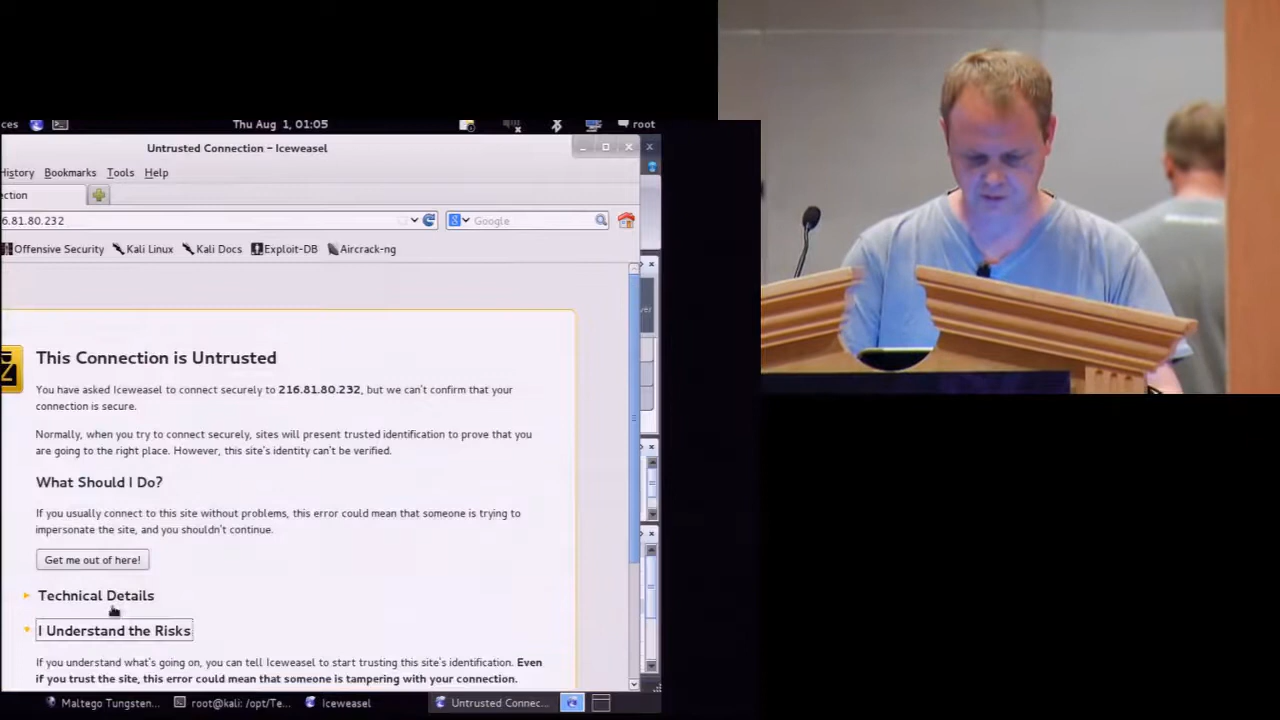 ces Thu Aug 1, 01:05 root
Untrusted Connection – Iceweasel
History Bookmarks Tools Help
ction
6.81.80.232 Google
Offensive Security Kali Linux Kali Docs Exploit-DB Aircrack-ng
This Connection is Untrusted
You have asked Iceweasel to connect securely to 216.81.80.232, but we can't confirm that your
connection is secure.
Normally, when you try to connect securely, sites will present trusted identification to prove that you
are going to the right place. However, this site's identity can't be verified.
What Should I Do?
If you usually connect to this site without problems, this error could mean that someone is trying to
impersonate the site, and you shouldn't continue.
Get me out of here!
Technical Details
I Understand the Risks
If you understand what's going on, you can tell Iceweasel to start trusting this site's identification. Even
if you trust the site, this error could mean that someone is tampering with your connection.
Maltego Tungsten... root@kali: /opt/Te... Iceweasel Untrusted Connec...